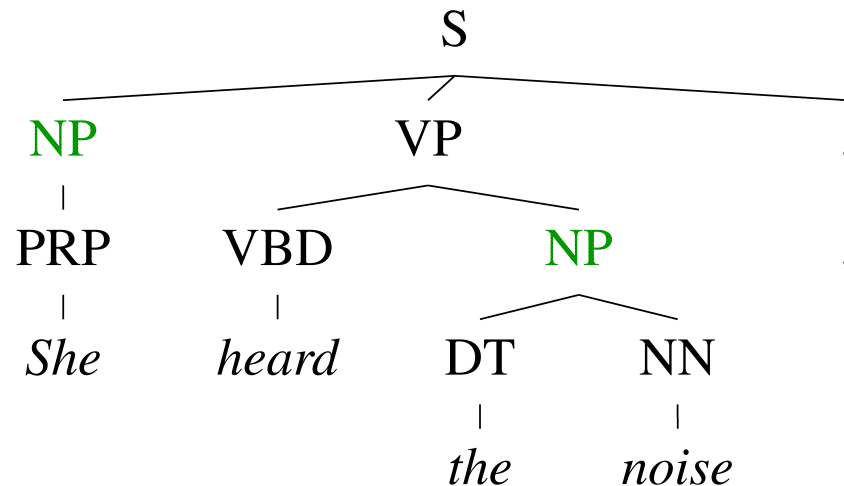 S
NP VP
PRP VBD NP
She heard DT NN
the noise